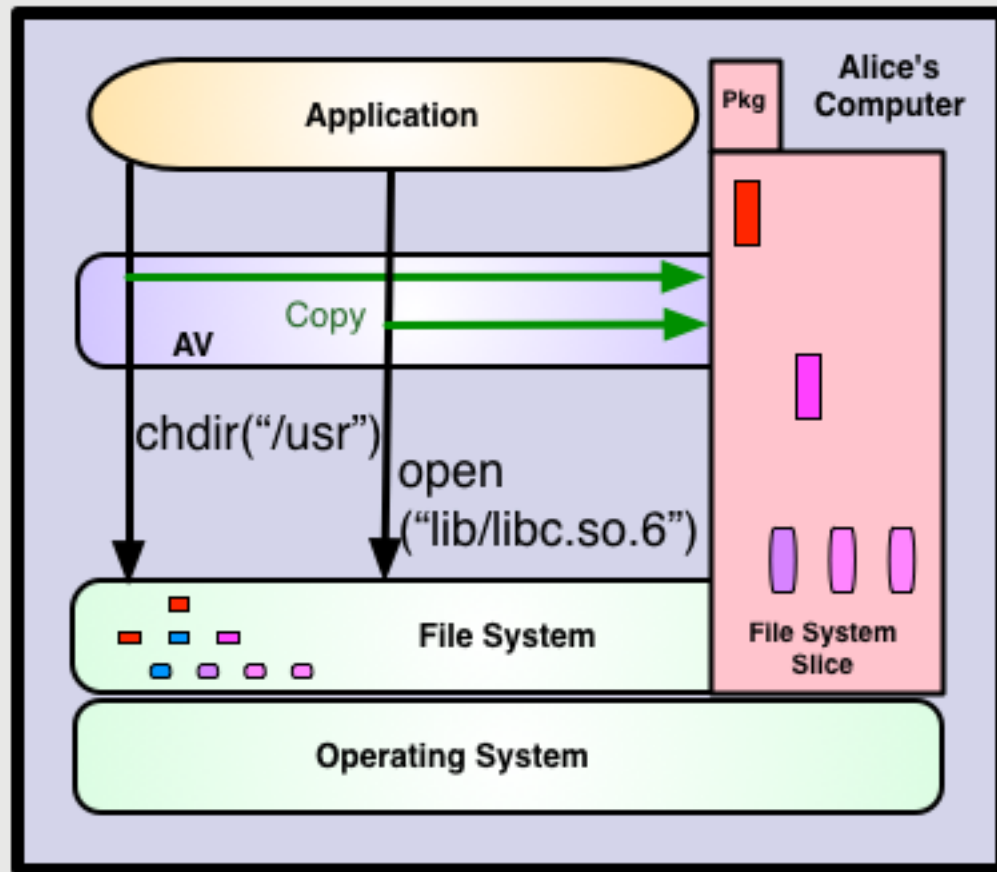 Application
Pkg
Alice's
Computer
Copy
AV
chdir(“/usr”)
open
(“lib/libc.so.6”)
File System
File System
Slice
Operating System